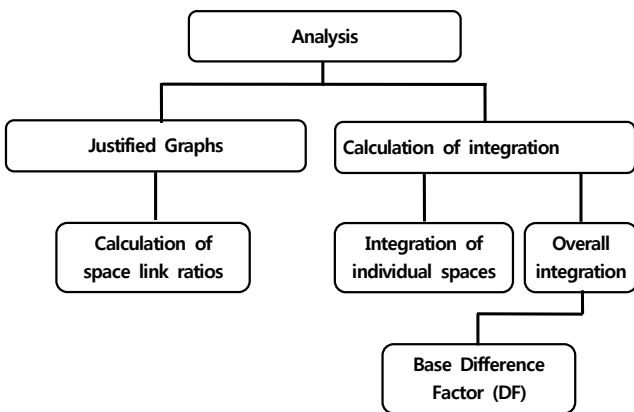 Analysis
Justified Graphs
Calculation of integration
Calculation of
space link ratios
Integration of
individual spaces
Overall
integration
Base Difference
Factor (DF)